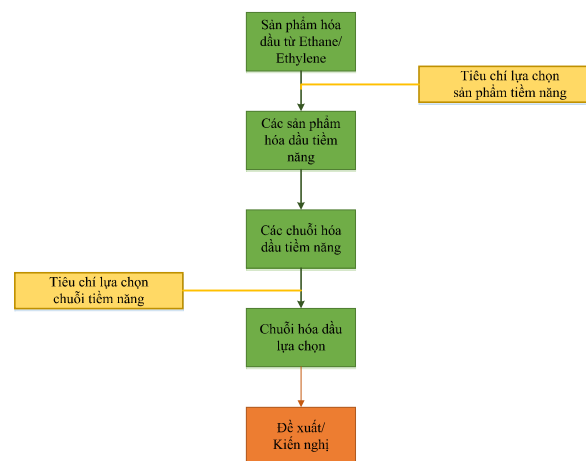 Sản phẩm hóa
dầu từ Ethane/
Ethylene
Tiêu chí lựa chọn
sản phẩm tiềm năng
Các sản phẩm
hóa dầu tiềm
năng
Các chuỗi hóa
dầu tiềm năng
Tiêu chí lựa chọn
chuỗi tiềm năng
Chuỗi hóa dầu
lựa chọn
Đề xuất/
Kiến nghị